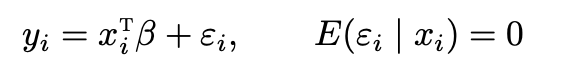 yᵢ = xᵢᵀβ + εᵢ, E(εᵢ | xᵢ) = 0